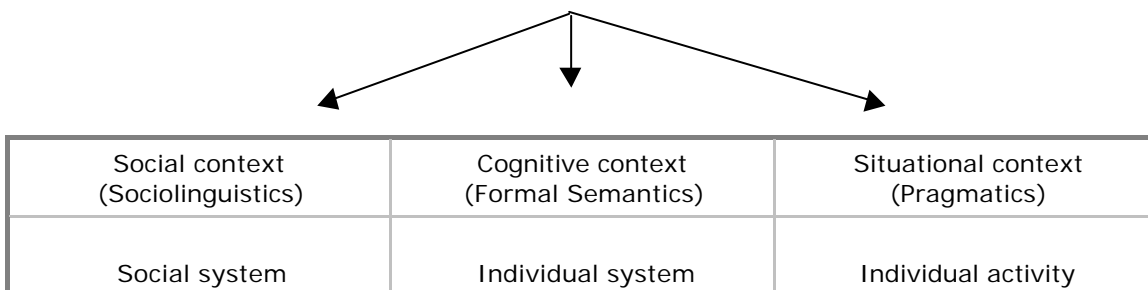 Social context
(Sociolinguistics)
Cognitive context
(Formal Semantics)
Situational context
(Pragmatics)
Social system
Individual system
Individual activity